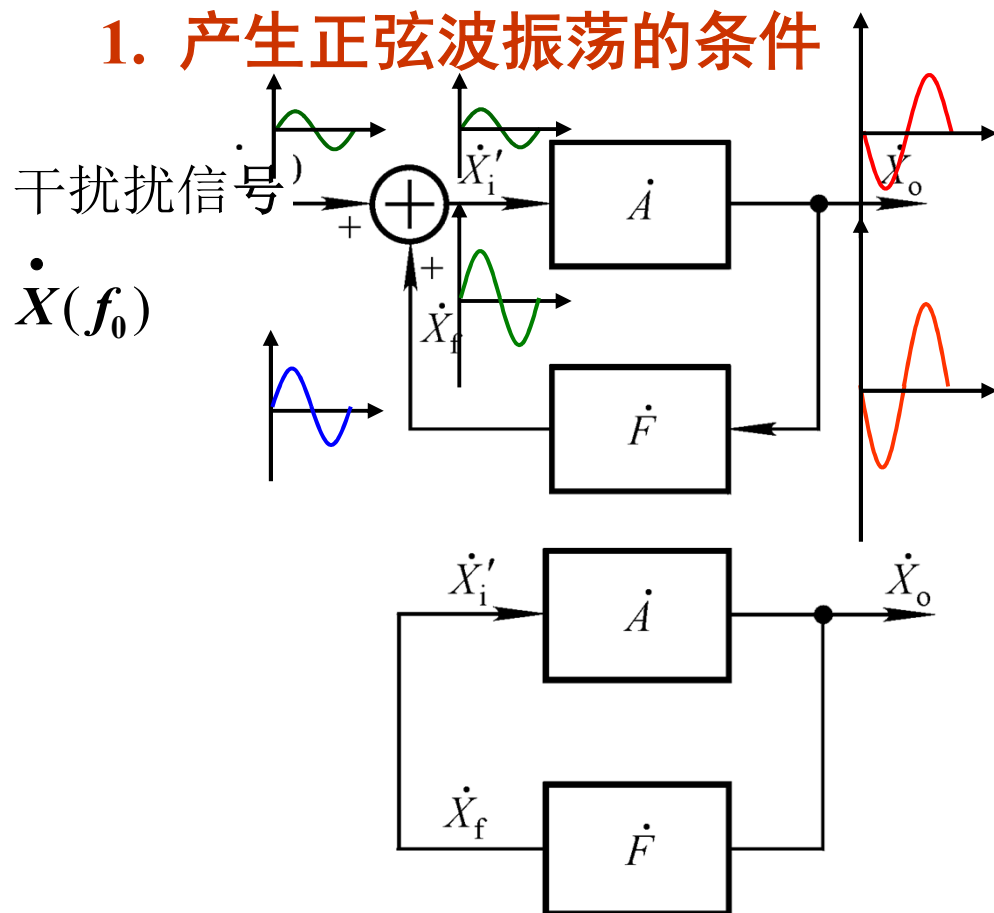 1. 产生正弦波振荡的条件
干扰扰信号 )
Ẋ(f₀)
+
+
Ẋᵢ′
Ȧ
Ẋₒ
Ẋf
Ḟ
Ẋᵢ′
Ȧ
Ẋₒ
Ẋf
Ḟ